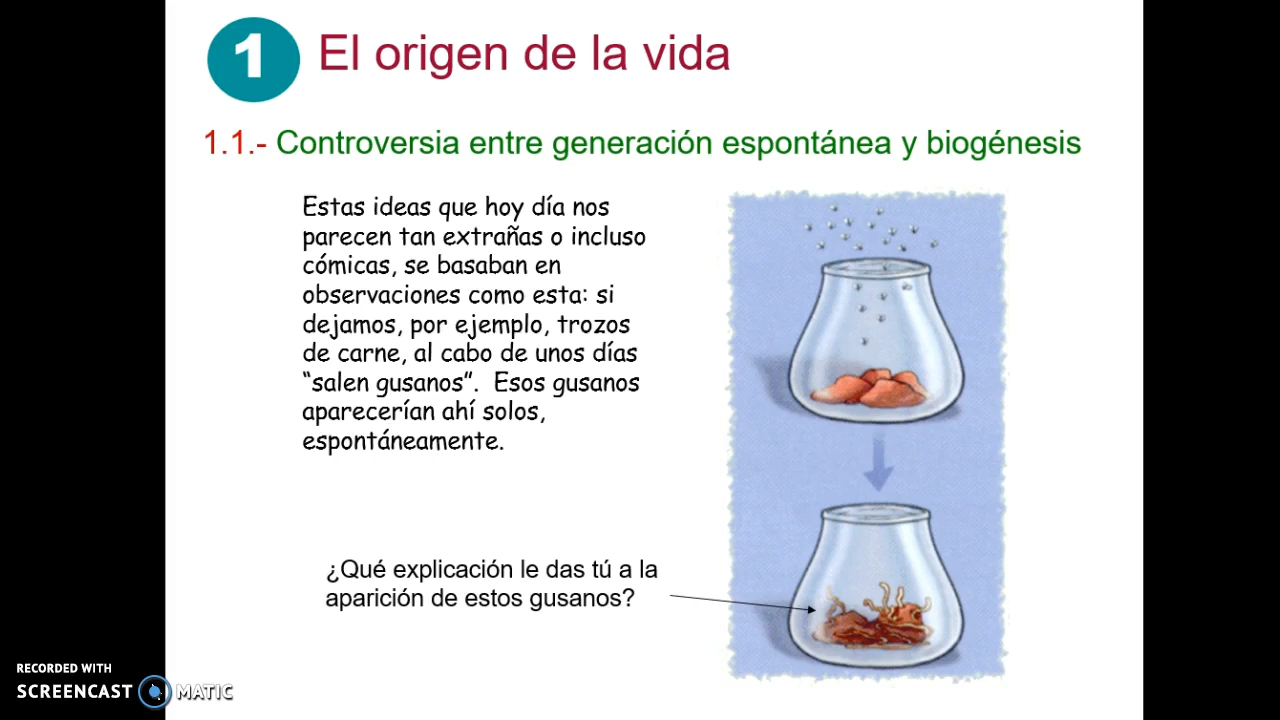 1 El origen de la vida
1.1.- Controversia entre generación espontánea y biogénesis
Estas ideas que hoy día nos
parecen tan extrañas o incluso
cómicas, se basaban en
observaciones como esta: si
dejamos, por ejemplo, trozos
de carne, al cabo de unos días
“salen gusanos”. Esos gusanos
aparecerían ahí solos,
espontáneamente.
¿Qué explicación le das tú a la
aparición de estos gusanos?
RECORDED WITH
SCREENCAST MATIC